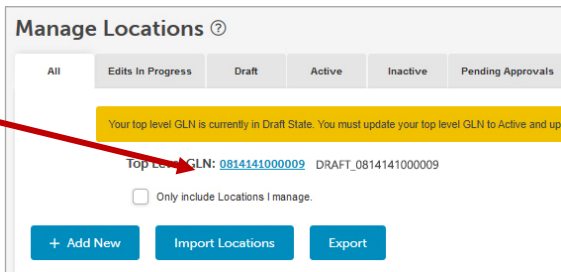 Manage Locations ?
All Edits In Progress Draft Active Inactive Pending Approvals
Your top level GLN is currently in Draft State. You must update your top level GLN to Active and up
Top Level GLN: 0814141000009 DRAFT_0814141000009
Only include Locations I manage.
+ Add New Import Locations Export